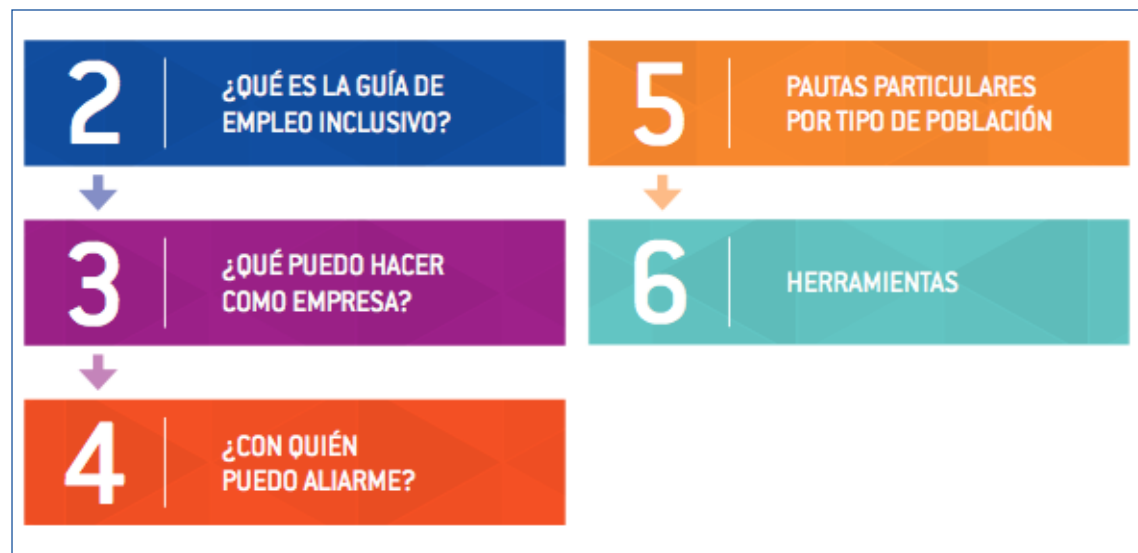 2
¿QUÉ ES LA GUÍA DE
EMPLEO INCLUSIVO?
3
¿QUÉ PUEDO HACER
COMO EMPRESA?
4
¿CON QUIÉN
PUEDO ALIARME?
5
PAUTAS PARTICULARES
POR TIPO DE POBLACIÓN
6
HERRAMIENTAS